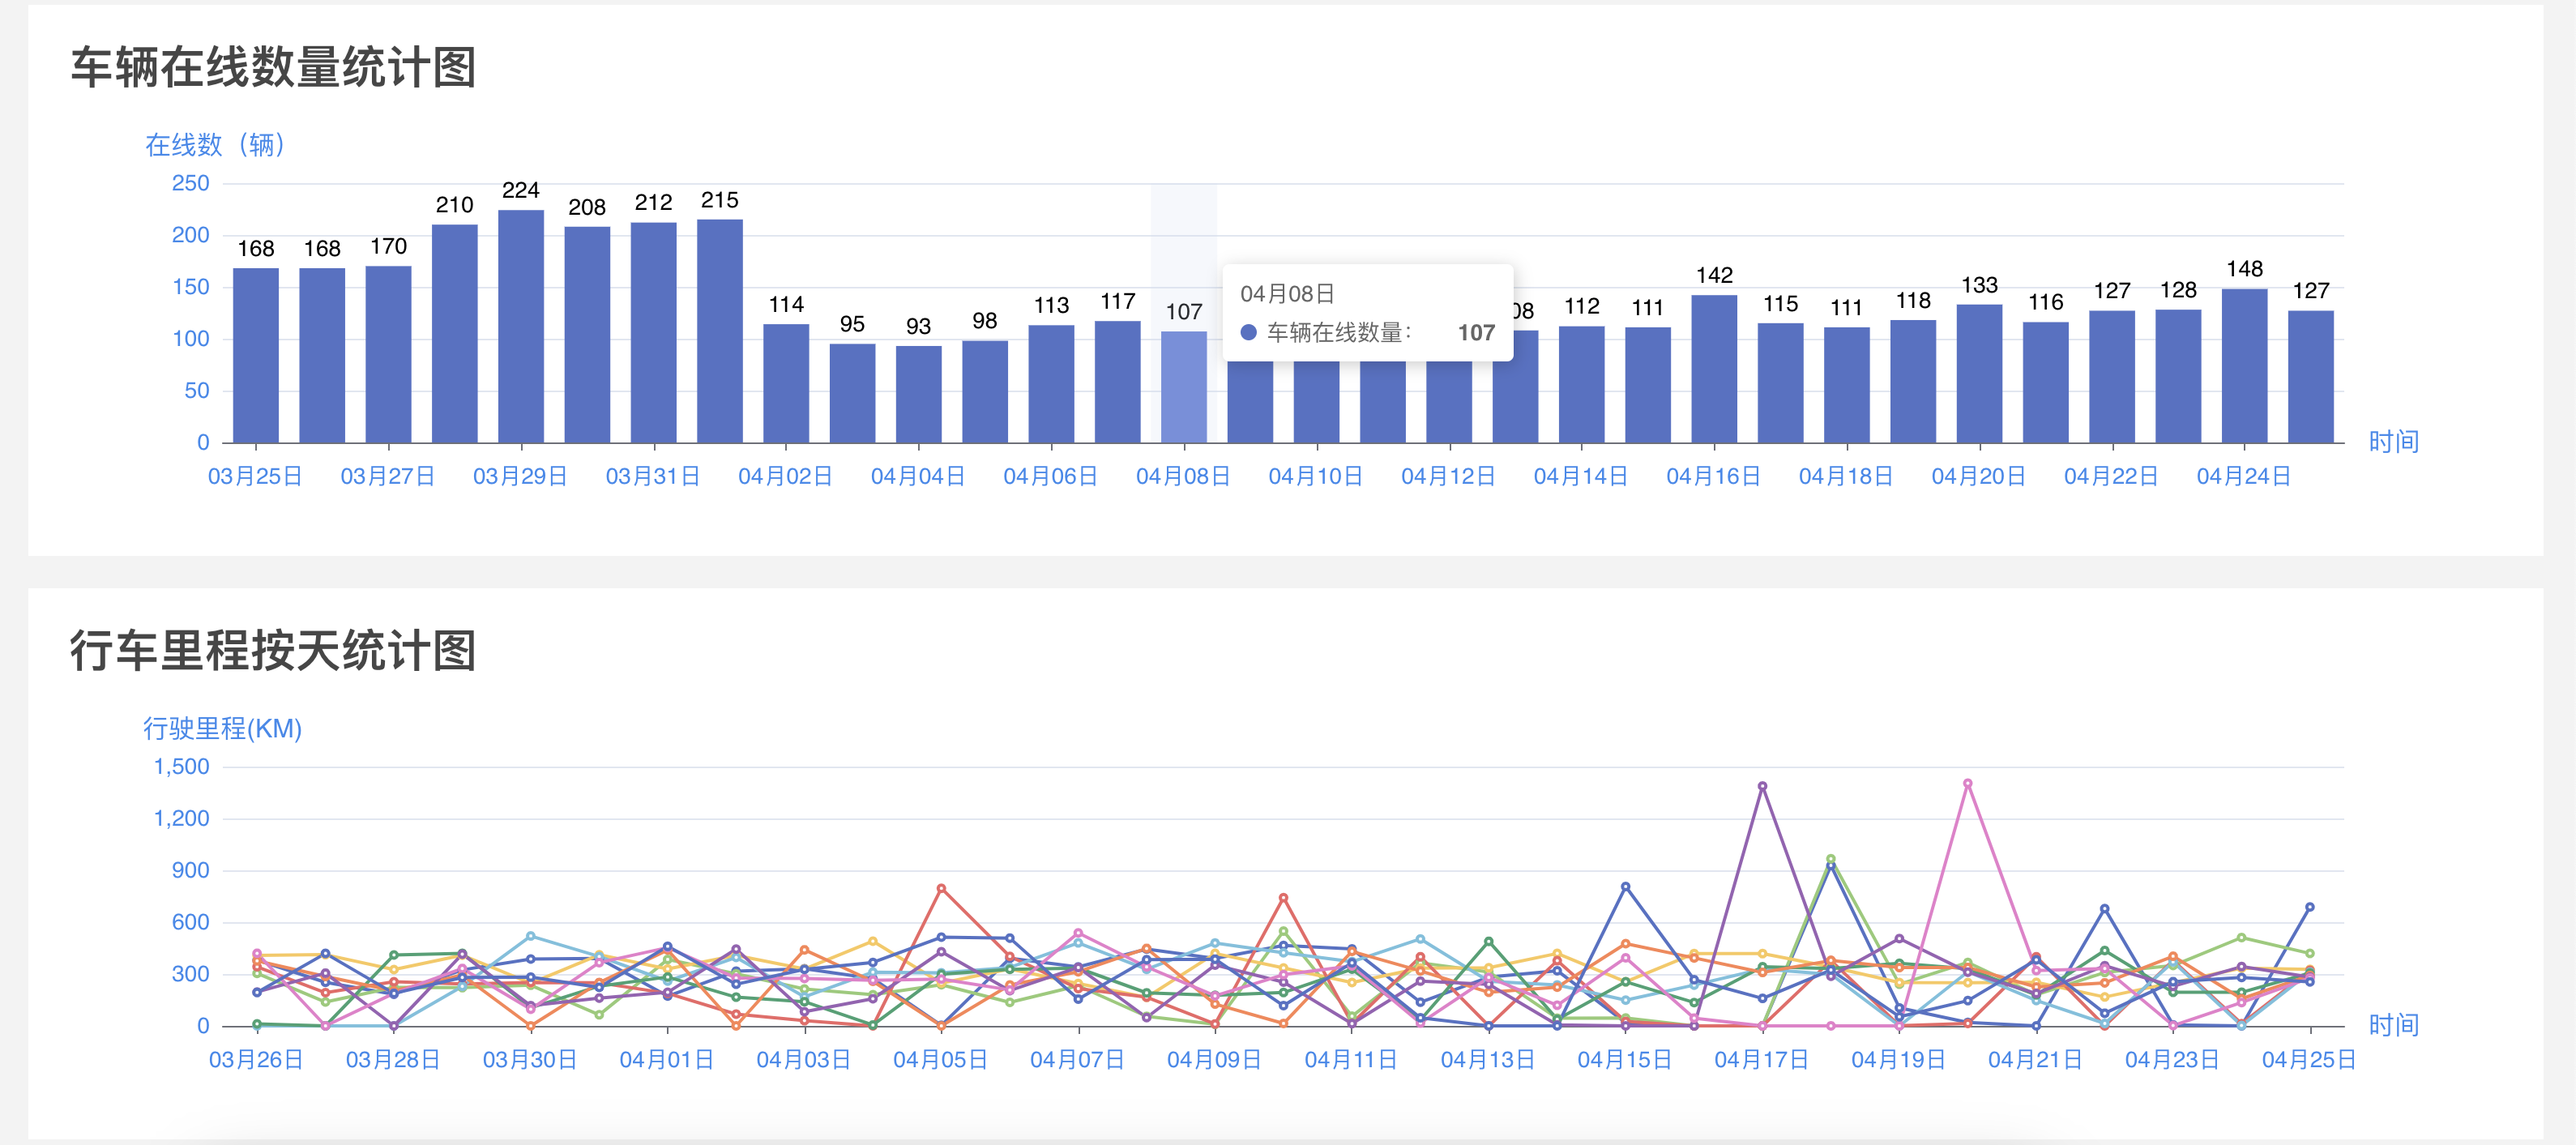 车辆在线数量统计图
在线数（辆）
250
200
150
100
50
0
168 168 170 210 224 208 212 215 114 95 93 98 113 117 107 08 112 111 142 115 111 118 133 116 127 128 148 127
04月08日
车辆在线数量： 107
03月25日 03月27日 03月29日 03月31日 04月02日 04月04日 04月06日 04月08日 04月10日 04月12日 04月14日 04月16日 04月18日 04月20日 04月22日 04月24日
时间
行车里程按天统计图
行驶里程(KM)
1,500
1,200
900
600
300
0
03月26日 03月28日 03月30日 04月01日 04月03日 04月05日 04月07日 04月09日 04月11日 04月13日 04月15日 04月17日 04月19日 04月21日 04月23日 04月25日
时间